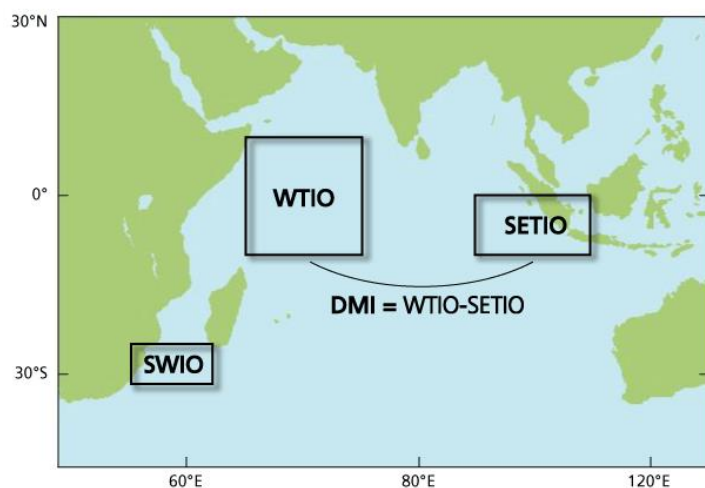 30°N
WTIO
0°
SETIO
DMI = WTIO-SETIO
SWIO
30°S
60°E
80°E
120°E